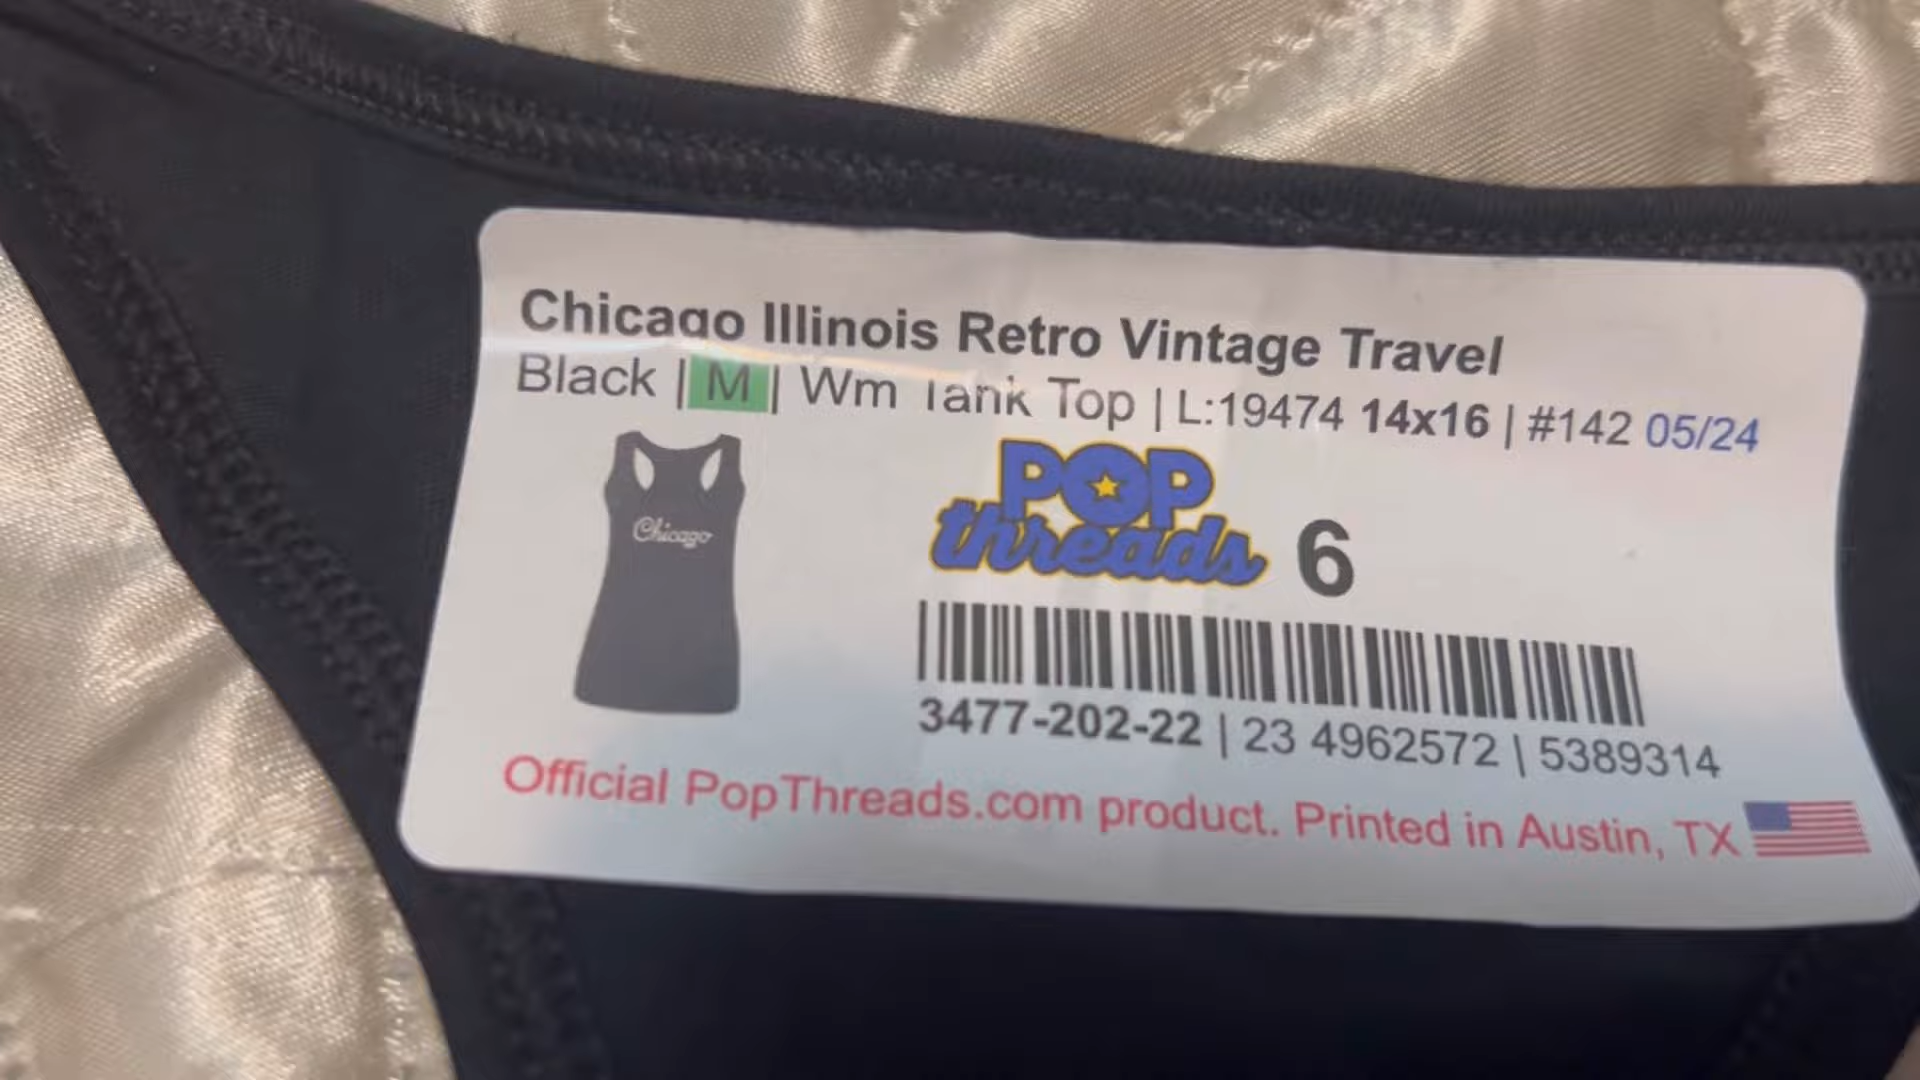 Chicago Illinois Retro Vintage Travel
Black | M | Wm Tank Top | L:19474 14x16 | #142 05/24
Chicago
POP
threads 6
3477-202-22 | 23 4962572 | 5389314
Official PopThreads.com product. Printed in Austin, TX